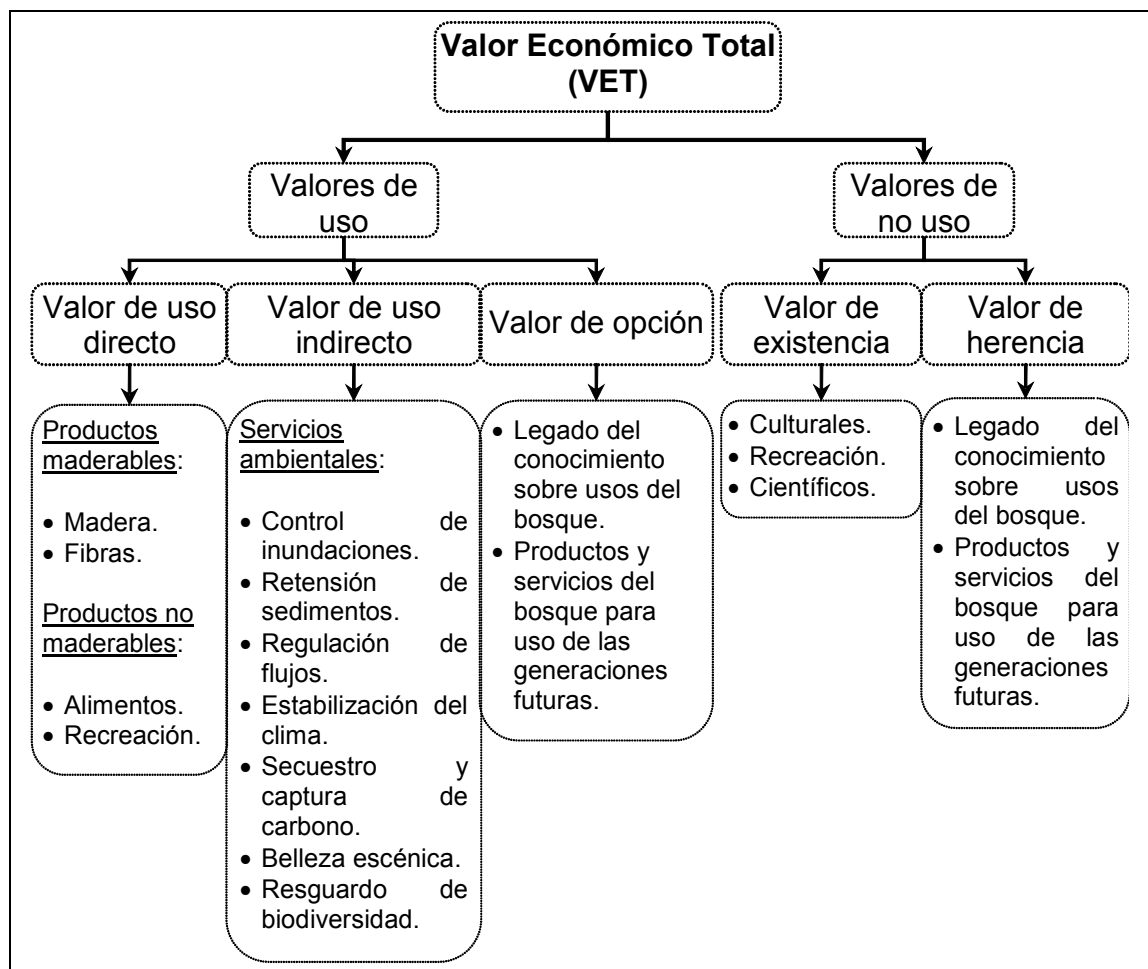 Valor Económico Total
(VET)
Valores de
uso
Valores de
no uso
Valor de uso
directo
Valor de uso
indirecto
Valor de opción
Valor de
existencia
Valor de
herencia
Productos
maderables:
• Madera.
• Fibras.
Productos no
maderables:
• Alimentos.
• Recreación.
Servicios
ambientales:
• Control de
inundaciones.
• Retensión de
sedimentos.
• Regulación de
flujos.
• Estabilización del
clima.
• Secuestro y
captura de
carbono.
• Belleza escénica.
• Resguardo de
biodiversidad.
• Legado del
conocimiento
sobre usos del
bosque.
• Productos y
servicios del
bosque para
uso de las
generaciones
futuras.
• Culturales.
• Recreación.
• Científicos.
• Legado del
conocimiento
sobre usos
del bosque.
• Productos y
servicios del
bosque para
uso de las
generaciones
futuras.